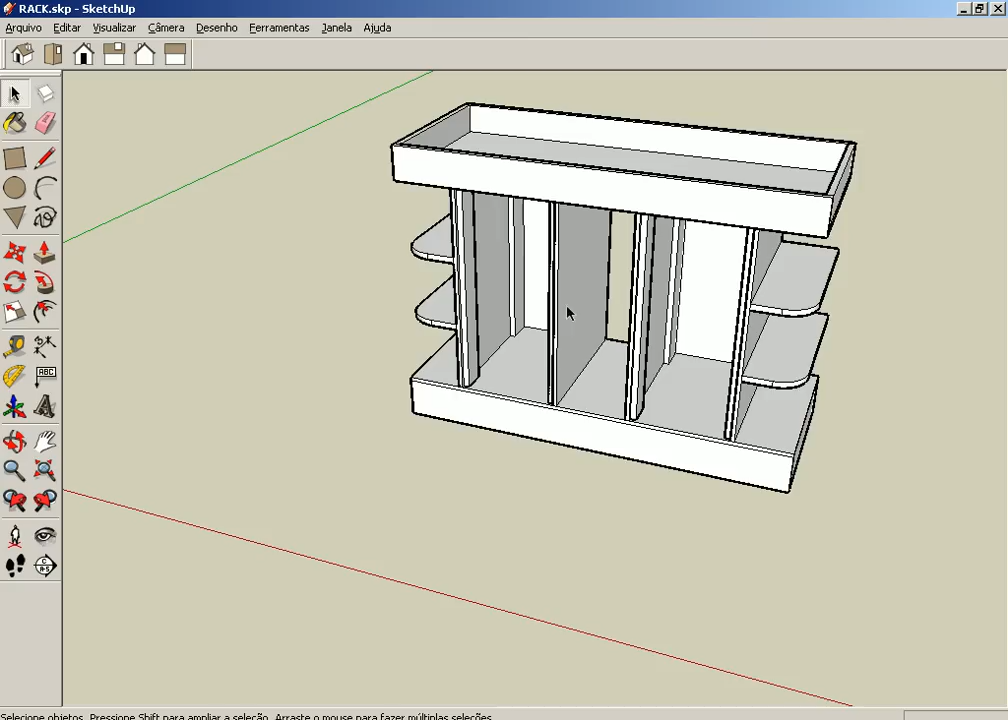 RACK.skp - SketchUp
Arquivo Editar Visualizar Câmera Desenho Ferramentas Janela Ajuda
ABC
Selecione objetos. Pressione Shift para ampliar a seleção. Arraste o mouse para fazer múltiplas seleções.